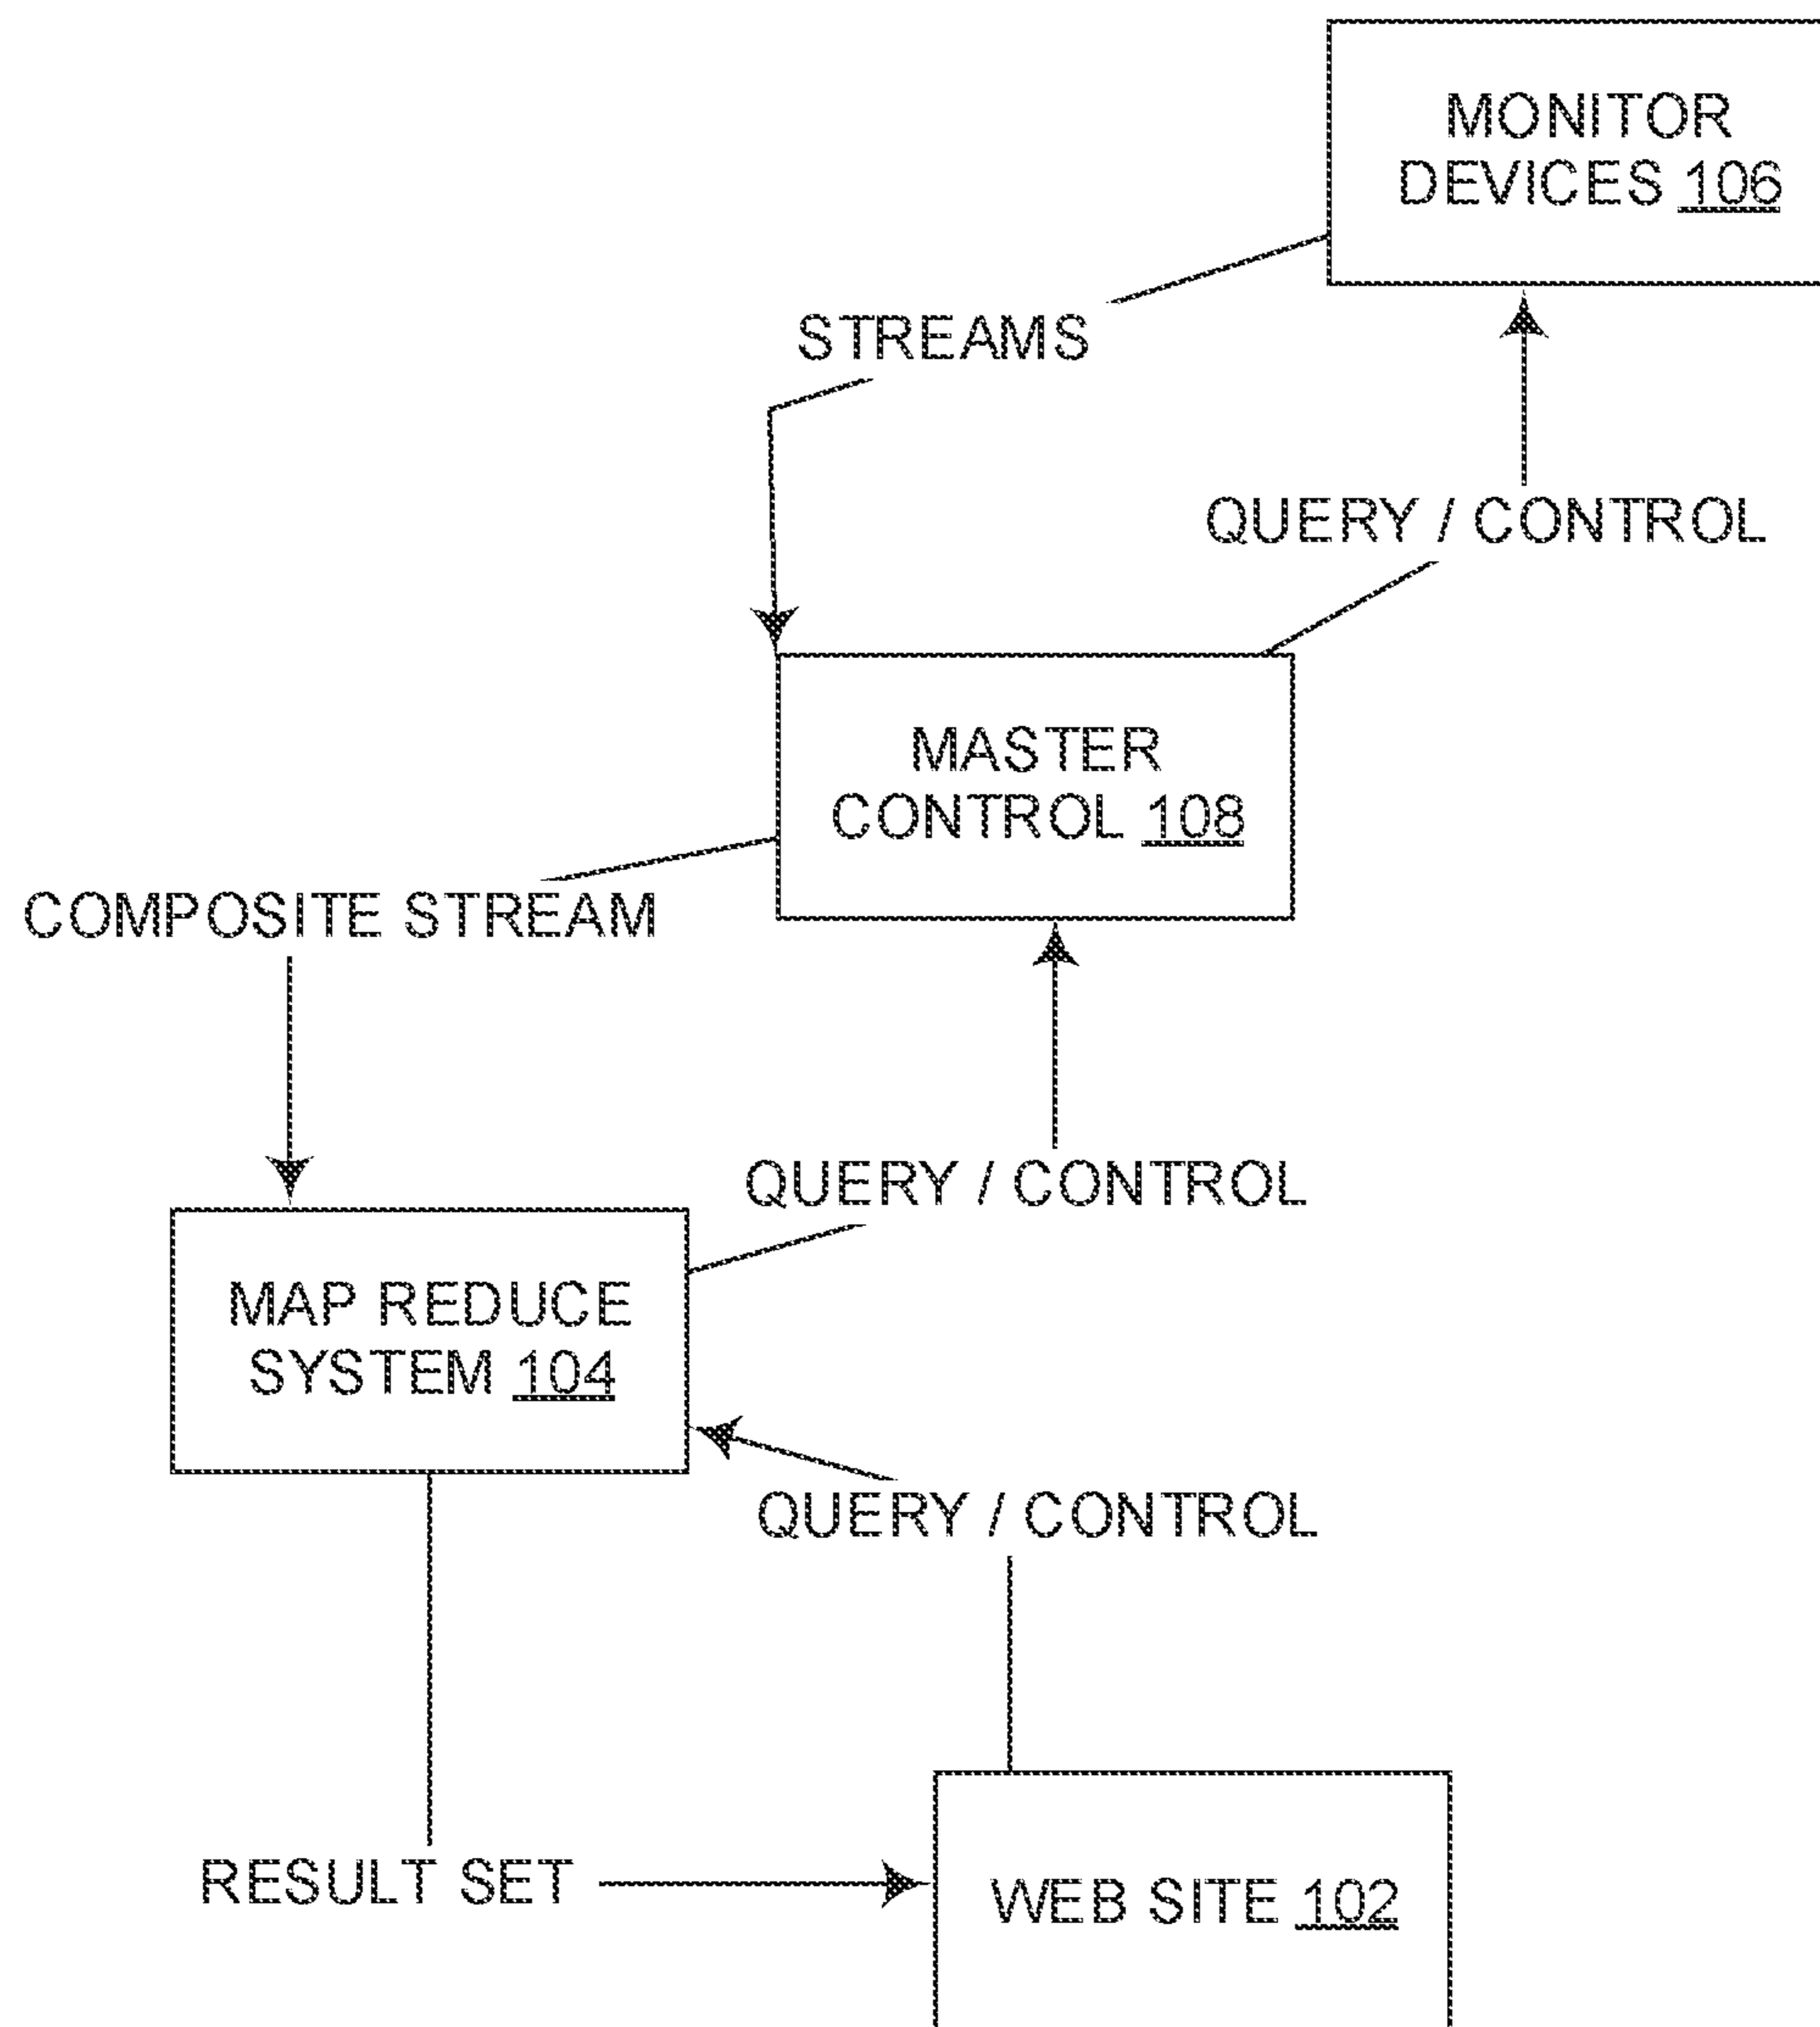 MONITOR
DEVICES 106
STREAMS
QUERY / CONTROL
MASTER
CONTROL 108
COMPOSITE STREAM
QUERY / CONTROL
MAP REDUCE
SYSTEM 104
QUERY / CONTROL
RESULT SET
WEB SITE 102